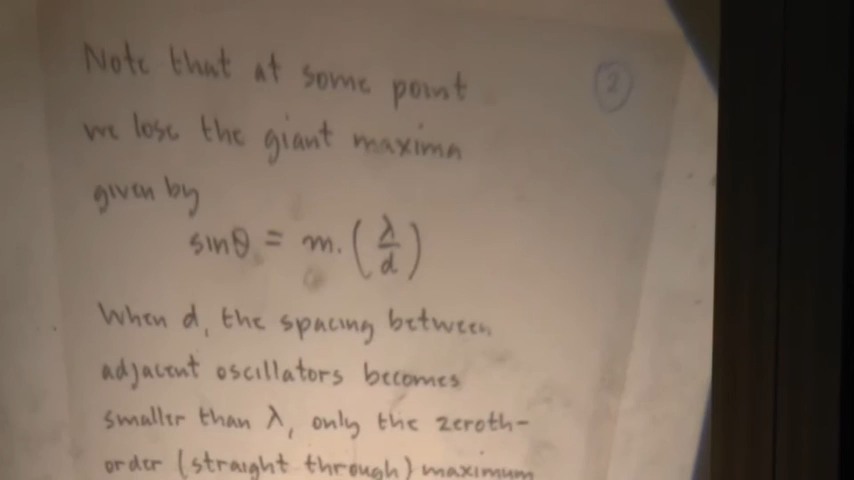 Note that at some point
②
we lose the giant maxima
given by
sinθ = m. (λ/d)
When d, the spacing between
adjacent oscillators becomes
smaller than λ, only the zeroth-
order (straight through) maximum